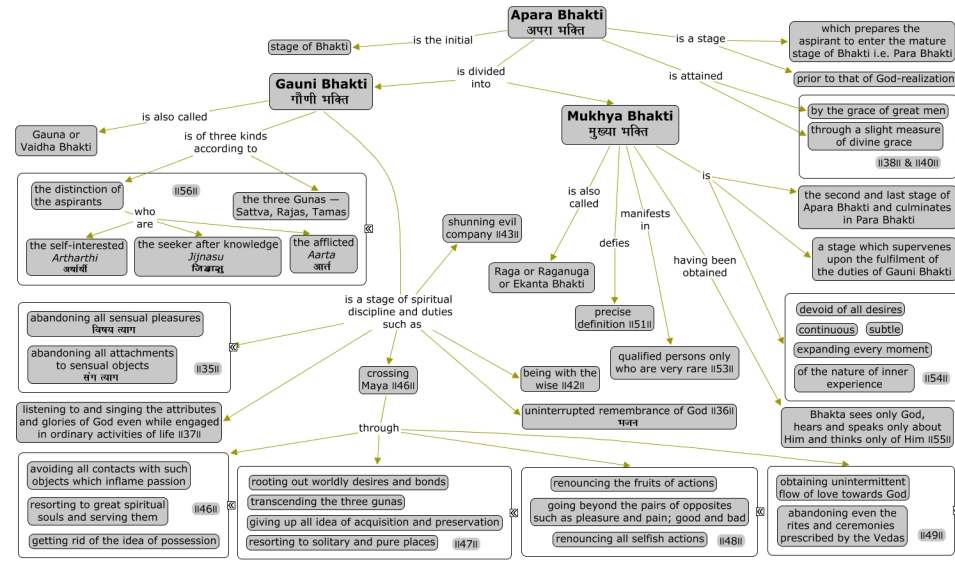 Apara Bhakti
अपरा भक्ति
is the initial
stage of Bhakti
is a stage
which prepares the
aspirant to enter the mature
stage of Bhakti i.e. Para Bhakti
prior to that of God-realization
is attained
by the grace of great men
through a slight measure
of divine grace
॥38॥ & ॥40॥
is divided
into
Gauni Bhakti
गौणी भक्ति
is also called
Gauna or
Vaidha Bhakti
is of three kinds
according to
the distinction of
the aspirants
॥56॥
the three Gunas —
Sattva, Rajas, Tamas
who
are
the self-interested
Artharthi
अर्थार्थी
the seeker after knowledge
Jijnasu
जिज्ञासु
the afflicted
Aarta
आर्त
Mukhya Bhakti
मुख्या भक्ति
is also
called
Raga or Raganuga
or Ekanta Bhakti
defies
precise
definition ॥51॥
manifests
in
qualified persons only
who are very rare ॥53॥
having been
obtained
Bhakta sees only God,
hears and speaks only about
Him and thinks only of Him ॥55॥
is
the second and last stage of
Apara Bhakti and culminates
in Para Bhakti
a stage which supervenes
upon the fulfilment of
the duties of Gauni Bhakti
devoid of all desires
continuous
subtle
expanding every moment
of the nature of inner
experience
॥54॥
is a stage of spiritual
discipline and duties
such as
shunning evil
company ॥43॥
abandoning all sensual pleasures
विषय त्याग
abandoning all attachments
to sensual objects
संग त्याग
॥35॥
listening to and singing the attributes
and glories of God even while engaged
in ordinary activities of life ॥37॥
crossing
Maya ॥46॥
being with the
wise ॥42॥
uninterrupted remembrance of God ॥36॥
भजन
through
avoiding all contacts with such
objects which inflame passion
resorting to great spiritual
souls and serving them
॥46॥
getting rid of the idea of possession
rooting out worldly desires and bonds
transcending the three gunas
giving up all idea of acquisition and preservation
resorting to solitary and pure places
॥47॥
renouncing the fruits of actions
going beyond the pairs of opposites
such as pleasure and pain; good and bad
renouncing all selfish actions
॥48॥
obtaining unintermittent
flow of love towards God
abandoning even the
rites and ceremonies
prescribed by the Vedas
॥49॥